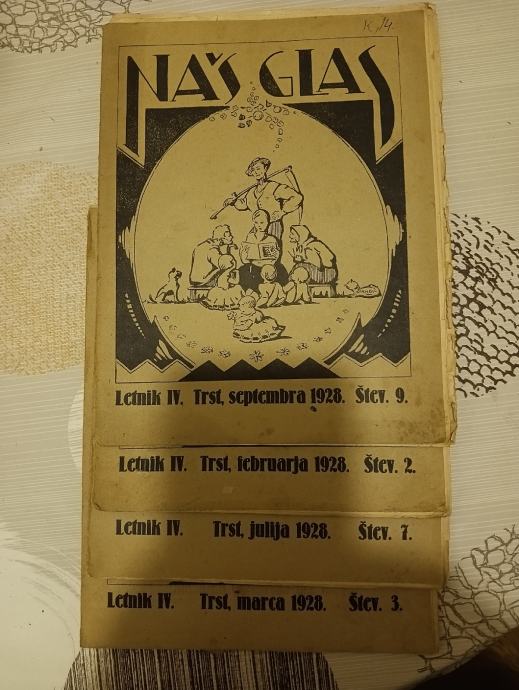 K.14.
NAŠ GLAS
Letnik IV. Trst, septembra 1928. Štev. 9.
Letnik IV. Trst, februarja 1928. Štev. 2.
Letnik IV. Trst, julija 1928. Štev. 7.
Letnik IV. Trst, marca 1928. Štev. 3.